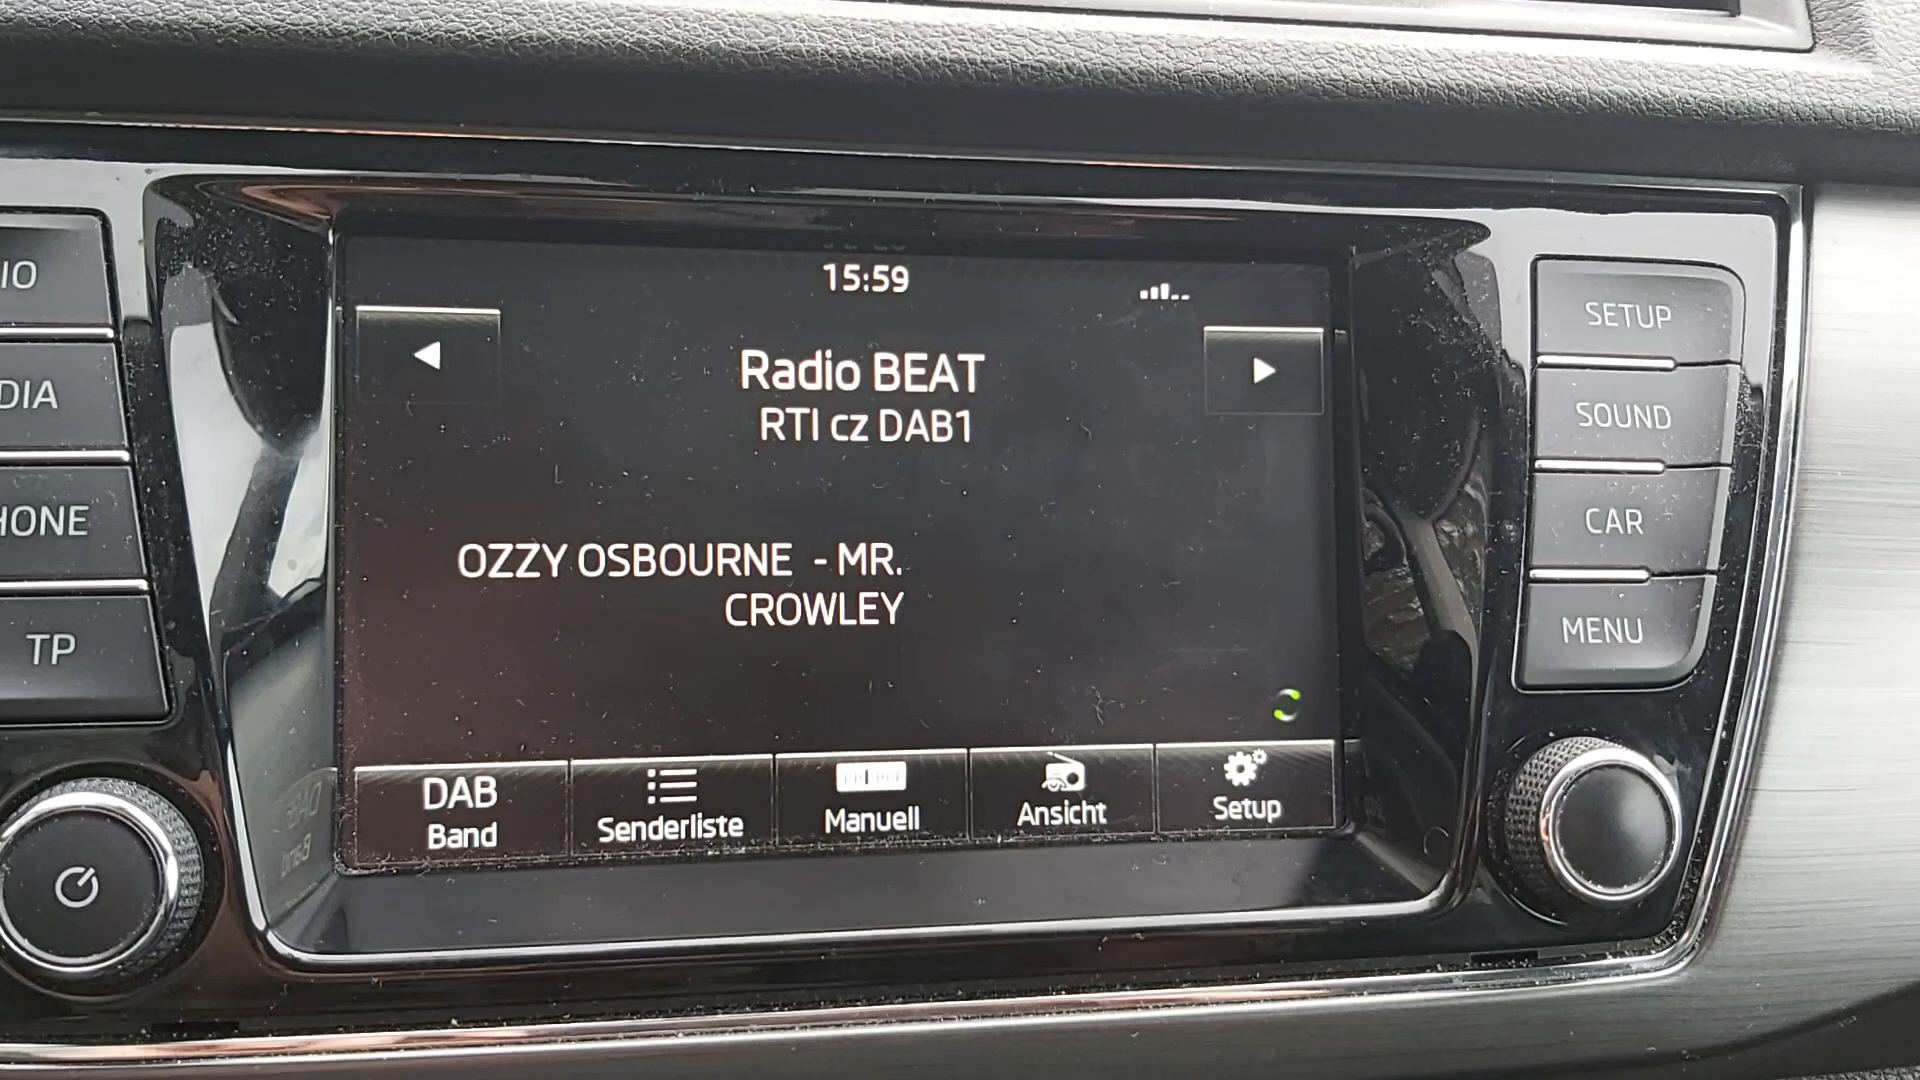 15:59
Radio BEAT
RTI cz DAB1
OZZY OSBOURNE - MR.
CROWLEY
DAB
Band
Senderliste
Manuell
Ansicht
Setup
IO
DIA
HONE
TP
SETUP
SOUND
CAR
MENU